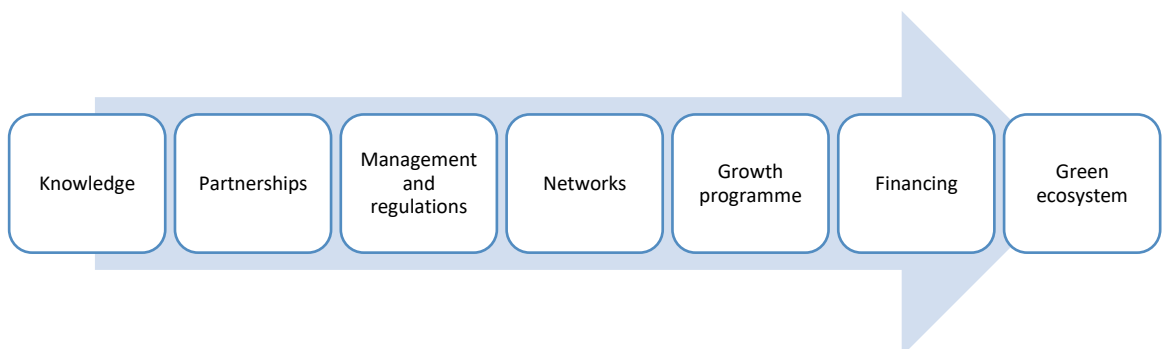 Knowledge
Partnerships
Management
and
regulations
Networks
Growth
programme
Financing
Green
ecosystem